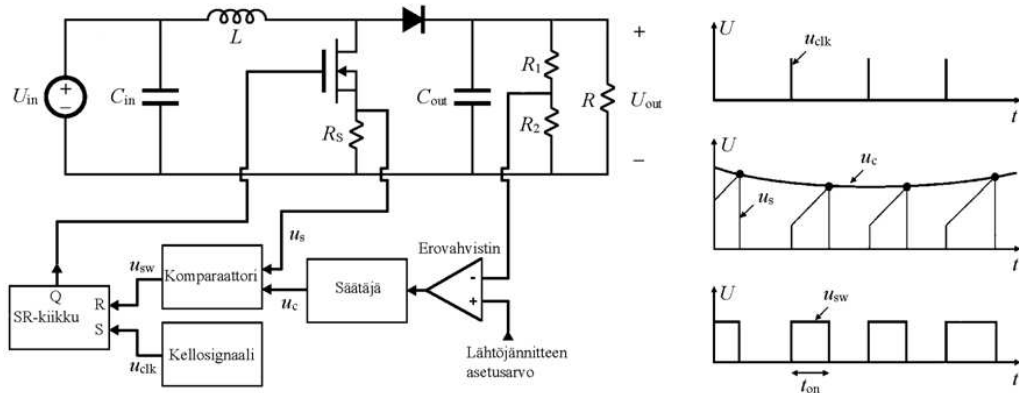 L
U_in
C_in
R_S
C_out
R_1
R_2
R
+
U_out
−
Erovahvistin
u_s
Komparaattori
u_sw
Säätäjä
u_c
-
+
Q
SR-kiikku
R
S
Kellosignaali
u_clk
Lähtöjännitteen
asetusarvo
U
u_clk
t
U
u_c
u_s
t
U
u_sw
t_on
t